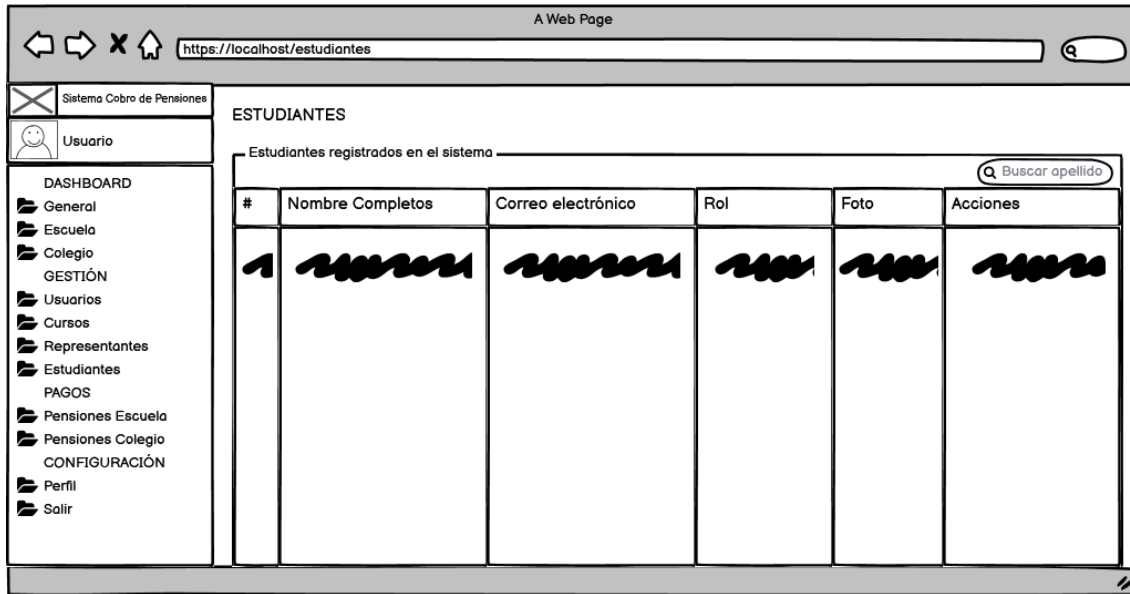 A Web Page
https://localhost/estudiantes
Sistema Cobro de Pensiones
Usuario
DASHBOARD
General
Escuela
Colegio
GESTIÓN
Usuarios
Cursos
Representantes
Estudiantes
PAGOS
Pensiones Escuela
Pensiones Colegio
CONFIGURACIÓN
Perfil
Salir
ESTUDIANTES
Estudiantes registrados en el sistema
Buscar apellido
# Nombre Completos Correo electrónico Rol Foto Acciones